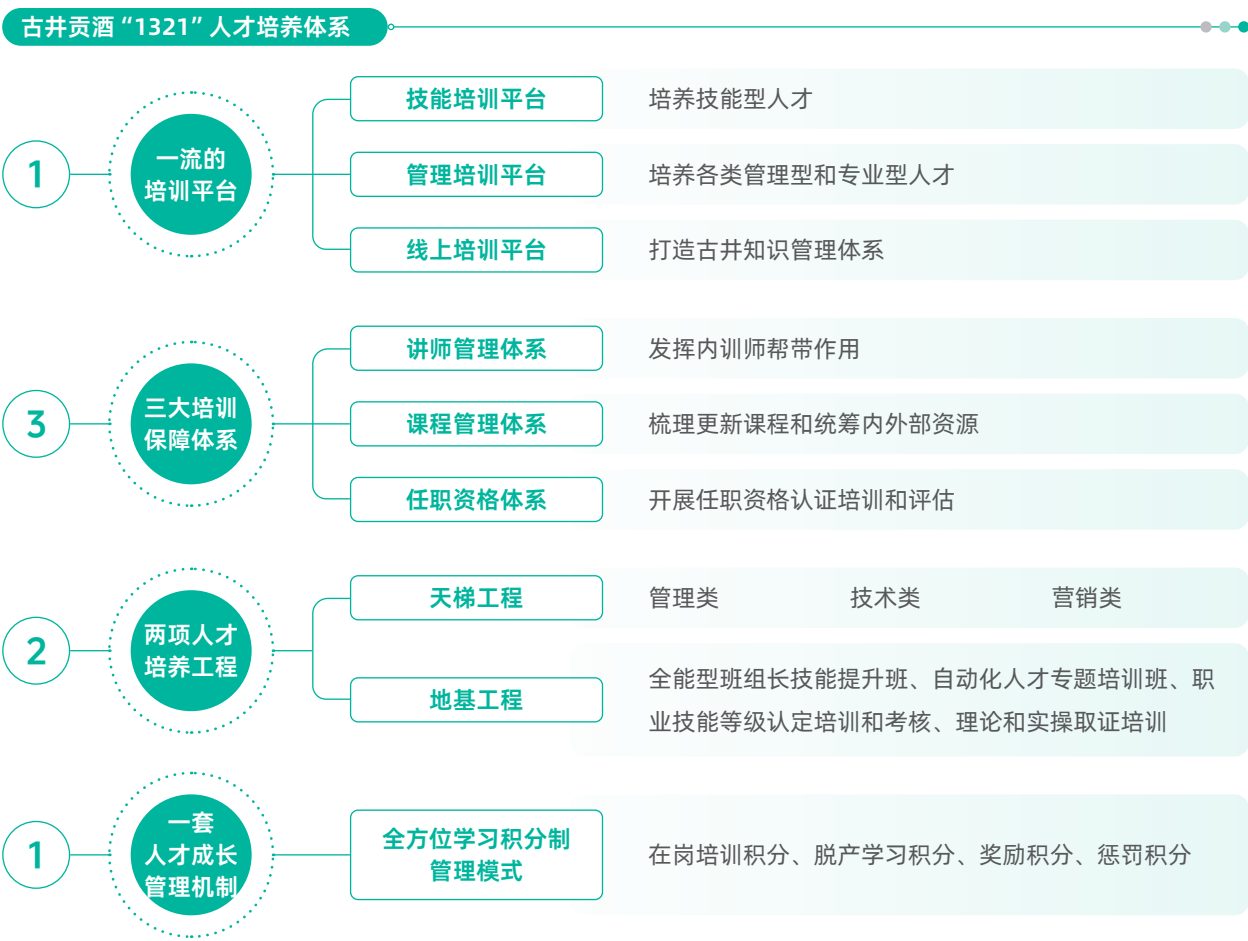 古井贡酒“1321”人才培养体系
1
一流的
培训平台
技能培训平台
培养技能型人才
管理培训平台
培养各类管理型和专业型人才
线上培训平台
打造古井知识管理体系
3
三大培训
保障体系
讲师管理体系
发挥内训师帮带作用
课程管理体系
梳理更新课程和统筹内外部资源
任职资格体系
开展任职资格认证培训和评估
2
两项人才
培养工程
天梯工程
管理类 技术类 营销类
地基工程
全能型班组长技能提升班、自动化人才专题培训班、职
业技能等级认定培训和考核、理论和实操取证培训
1
一套
人才成长
管理机制
全方位学习积分制
管理模式
在岗培训积分、脱产学习积分、奖励积分、惩罚积分